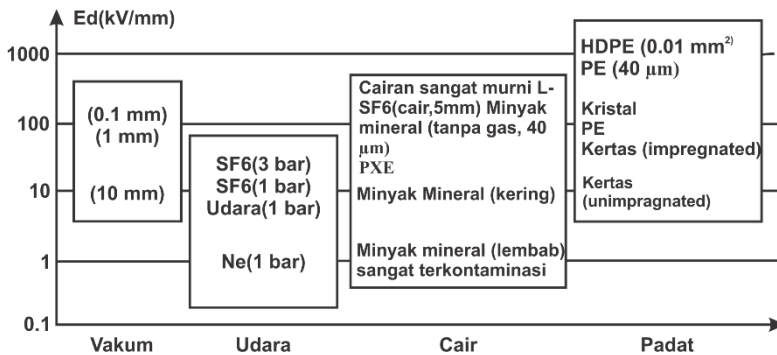 Ed(kV/mm)
1000
100
10
1
0.1
(0.1 mm)
(1 mm)
(10 mm)
SF6(3 bar)
SF6(1 bar)
Udara(1 bar)
Ne(1 bar)
Cairan sangat murni L-
SF6(cair,5mm) Minyak
mineral (tanpa gas, 40
µm)
PXE
Minyak Mineral (kering)
Minyak mineral (lembab)
sangat terkontaminasi
HDPE (0.01 mm²⁾
PE (40 µm)
Kristal
PE
Kertas (impregnated)
Kertas
(unimpragnated)
Vakum
Udara
Cair
Padat